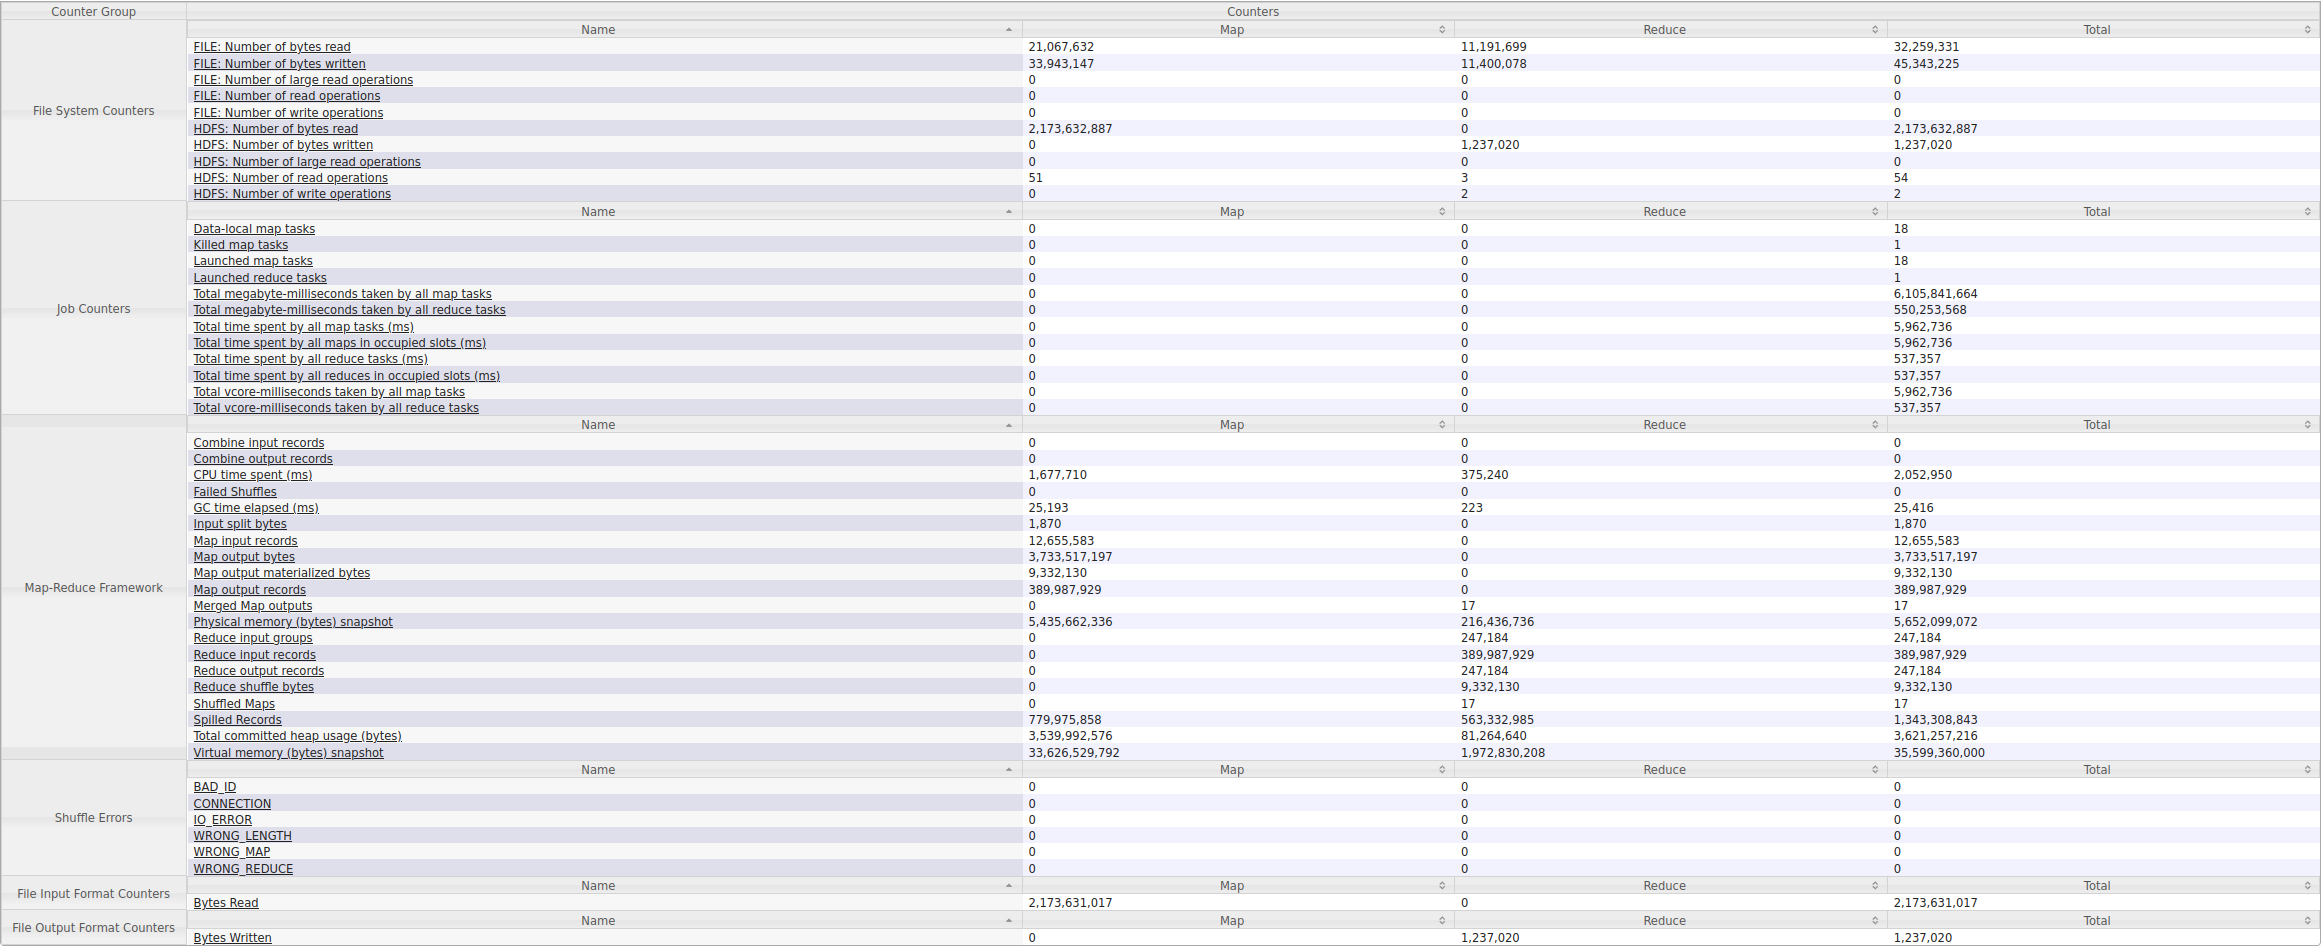 Counter Group Counters
File System Counters
Name Map Reduce Total
FILE: Number of bytes read 21,067,632 11,191,699 32,259,331
FILE: Number of bytes written 33,943,147 11,400,078 45,343,225
FILE: Number of large read operations 0 0 0
FILE: Number of read operations 0 0 0
FILE: Number of write operations 0 0 0
HDFS: Number of bytes read 2,173,632,887 0 2,173,632,887
HDFS: Number of bytes written 0 1,237,020 1,237,020
HDFS: Number of large read operations 0 0 0
HDFS: Number of read operations 51 3 54
HDFS: Number of write operations 0 2 2
Job Counters
Name Map Reduce Total
Data-local map tasks 0 0 18
Killed map tasks 0 0 1
Launched map tasks 0 0 18
Launched reduce tasks 0 0 1
Total megabyte-milliseconds taken by all map tasks 0 0 6,105,841,664
Total megabyte-milliseconds taken by all reduce tasks 0 0 550,253,568
Total time spent by all map tasks (ms) 0 0 5,962,736
Total time spent by all maps in occupied slots (ms) 0 0 5,962,736
Total time spent by all reduce tasks (ms) 0 0 537,357
Total time spent by all reduces in occupied slots (ms) 0 0 537,357
Total vcore-milliseconds taken by all map tasks 0 0 5,962,736
Total vcore-milliseconds taken by all reduce tasks 0 0 537,357
Map-Reduce Framework
Name Map Reduce Total
Combine input records 0 0 0
Combine output records 0 0 0
CPU time spent (ms) 1,677,710 375,240 2,052,950
Failed Shuffles 0 0 0
GC time elapsed (ms) 25,193 223 25,416
Input split bytes 1,870 0 1,870
Map input records 12,655,583 0 12,655,583
Map output bytes 3,733,517,197 0 3,733,517,197
Map output materialized bytes 9,332,130 0 9,332,130
Map output records 389,987,929 0 389,987,929
Merged Map outputs 0 17 17
Physical memory (bytes) snapshot 5,435,662,336 216,436,736 5,652,099,072
Reduce input groups 0 247,184 247,184
Reduce input records 0 389,987,929 389,987,929
Reduce output records 0 247,184 247,184
Reduce shuffle bytes 0 9,332,130 9,332,130
Shuffled Maps 0 17 17
Spilled Records 779,975,858 563,332,985 1,343,308,843
Total committed heap usage (bytes) 3,539,992,576 81,264,640 3,621,257,216
Virtual memory (bytes) snapshot 33,626,529,792 1,972,830,208 35,599,360,000
Shuffle Errors
Name Map Reduce Total
BAD_ID 0 0 0
CONNECTION 0 0 0
IO_ERROR 0 0 0
WRONG_LENGTH 0 0 0
WRONG_MAP 0 0 0
WRONG_REDUCE 0 0 0
File Input Format Counters
Name Map Reduce Total
Bytes Read 2,173,631,017 0 2,173,631,017
File Output Format Counters
Name Map Reduce Total
Bytes Written 0 1,237,020 1,237,020